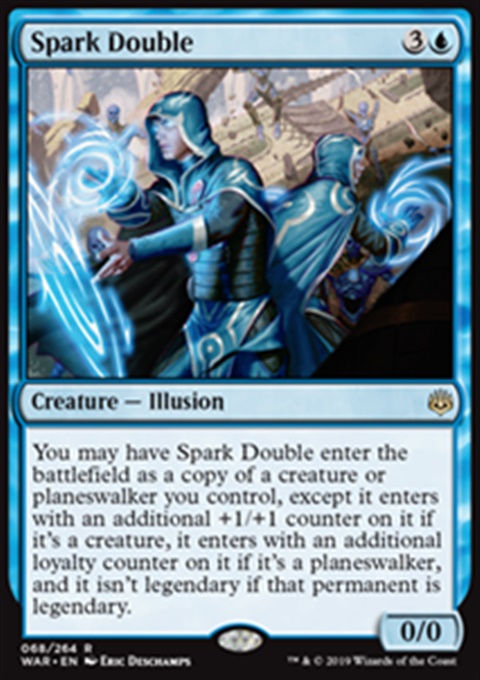 Spark Double 3
Creature — Illusion
You may have Spark Double enter the
battlefield as a copy of a creature or
planeswalker you control, except it enters
with an additional +1/+1 counter on it if
it's a creature, it enters with an additional
loyalty counter on it if it's a planeswalker,
and it isn't legendary if that permanent is
legendary.
0/0
068/264 R
WAR • EN Eric Deschamps ™ & © 2019 Wizards of the Coast